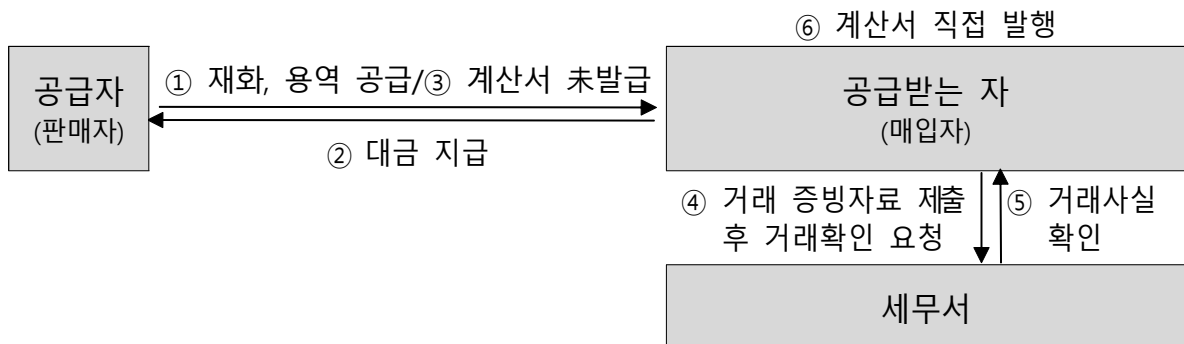 ⑥ 계산서 직접 발행
공급자
(판매자)
① 재화, 용역 공급/③ 계산서 未발급
② 대금 지급
공급받는 자
(매입자)
④ 거래 증빙자료 제출
후 거래확인 요청
⑤ 거래사실
확인
세무서